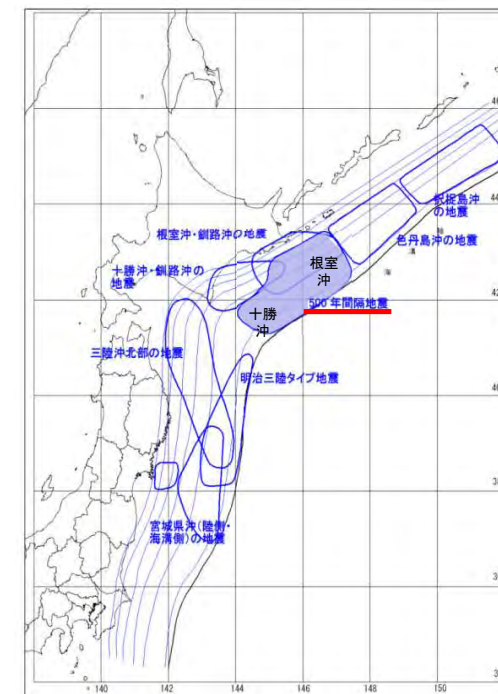 択捉島沖
の地震
色丹島沖の地震
根室沖・釧路沖の地震
根室
沖
十勝沖・釧路沖の
地震
500年間隔地震
十勝
沖
三陸沖北部の地震
明治三陸タイプ地震
宮城県沖(陸側・
海溝側)の地震
140
142
144
146
148
150